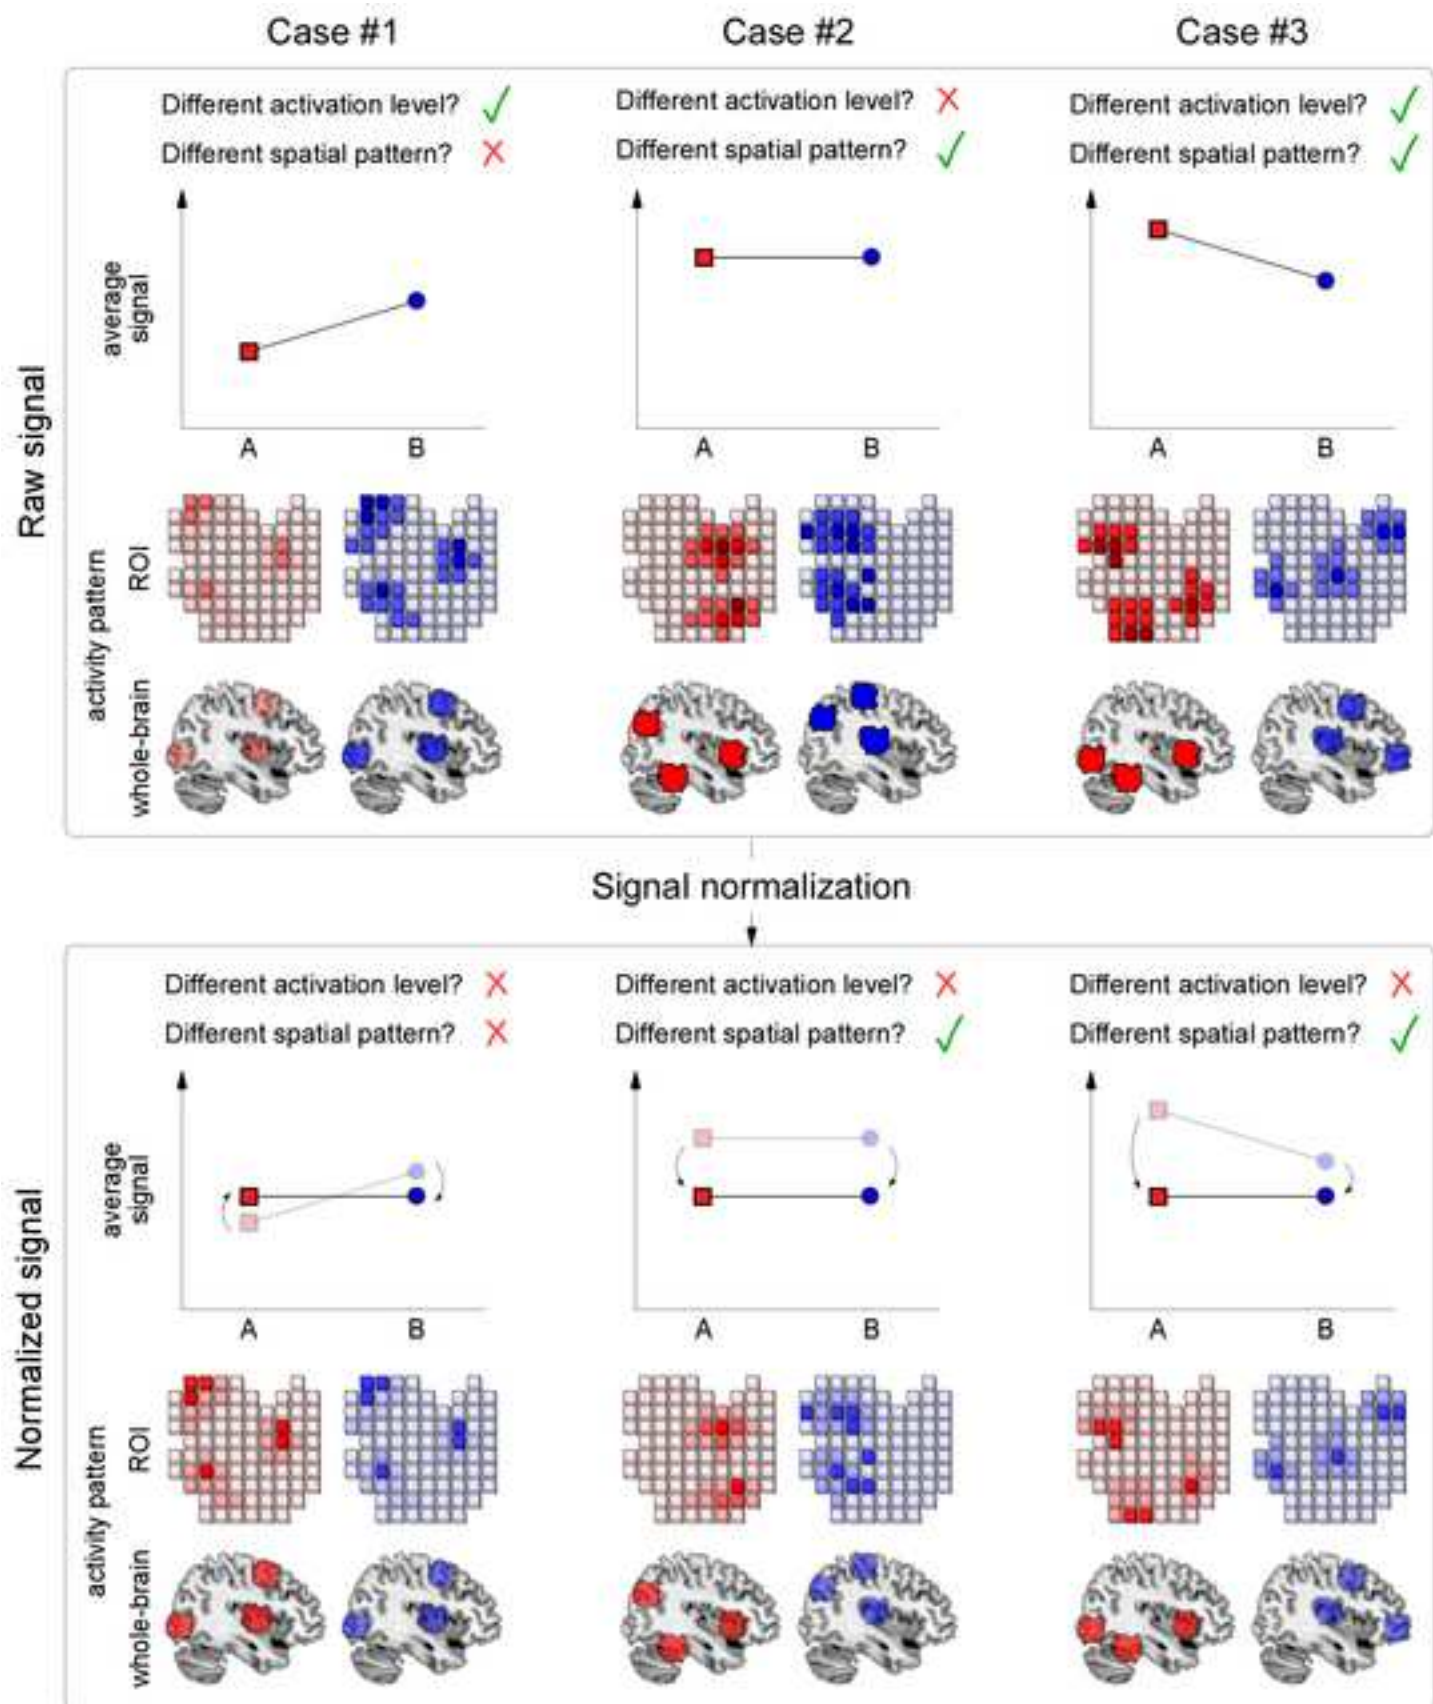 Case #1
Case #2
Case #3
Raw signal
Different activation level?
Different spatial pattern?
Different activation level?
Different spatial pattern?
Different activation level?
Different spatial pattern?
average
signal
A
B
A
B
A
B
activity pattern
ROI
whole-brain
Signal normalization
Normalized signal
Different activation level?
Different spatial pattern?
Different activation level?
Different spatial pattern?
Different activation level?
Different spatial pattern?
average
signal
A
B
A
B
A
B
activity pattern
ROI
whole-brain